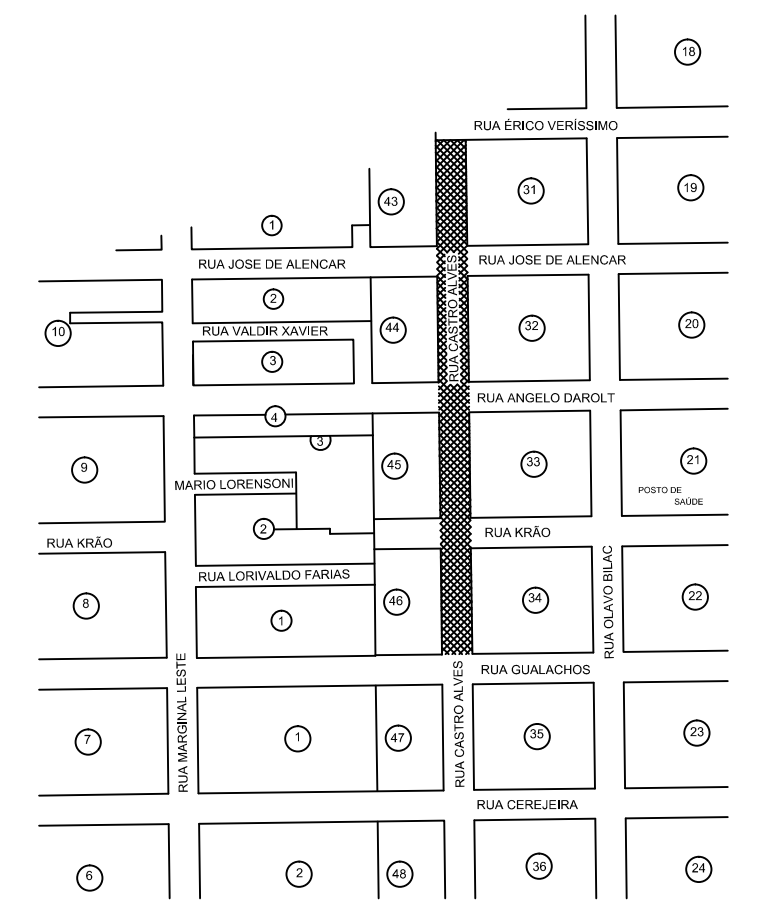 18
RUA ÉRICO VERÍSSIMO
31
19
43
1
RUA JOSE DE ALENCAR
RUA CASTRO ALVES
RUA JOSE DE ALENCAR
2
10
RUA VALDIR XAVIER
44
32
20
3
RUA ANGELO DAROLT
4
3
9
45
33
21
MARIO LORENSONI
POSTO DE
SAÚDE
2
RUA KRÃO
RUA KRÃO
RUA LORIVALDO FARIAS
8
46
34
RUA OLAVO BILAC
22
1
RUA MARGINAL LESTE
RUA CASTRO ALVES
RUA GUALACHOS
7
1
47
35
23
RUA CEREJEIRA
6
2
48
36
24